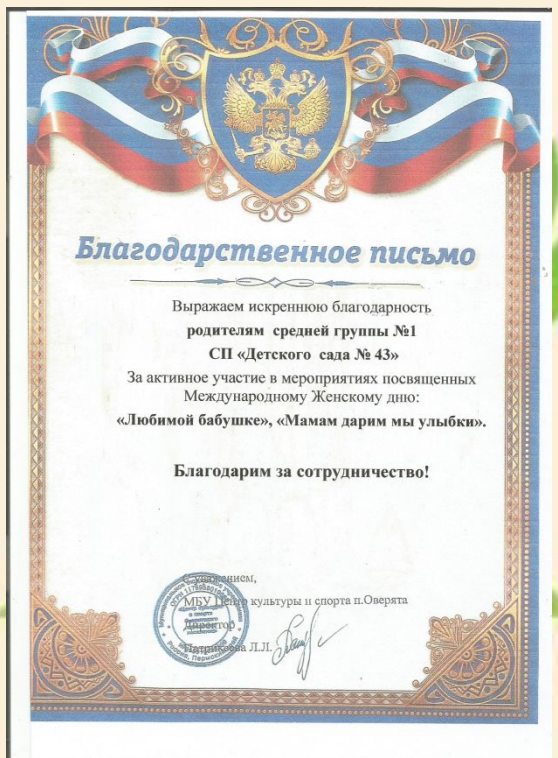 Благодарственное письмо
Выражаем искреннюю благодарность
родителям средней группы №1
СП «Детского сада № 43»
За активное участие в мероприятиях посвященных
Международному Женскому дню:
«Любимой бабушке», «Мамам дарим мы улыбки».
Благодарим за сотрудничество!
С уважением,
МБУ Центр культуры и спорта п.Оверята
Директор
Л.Л.